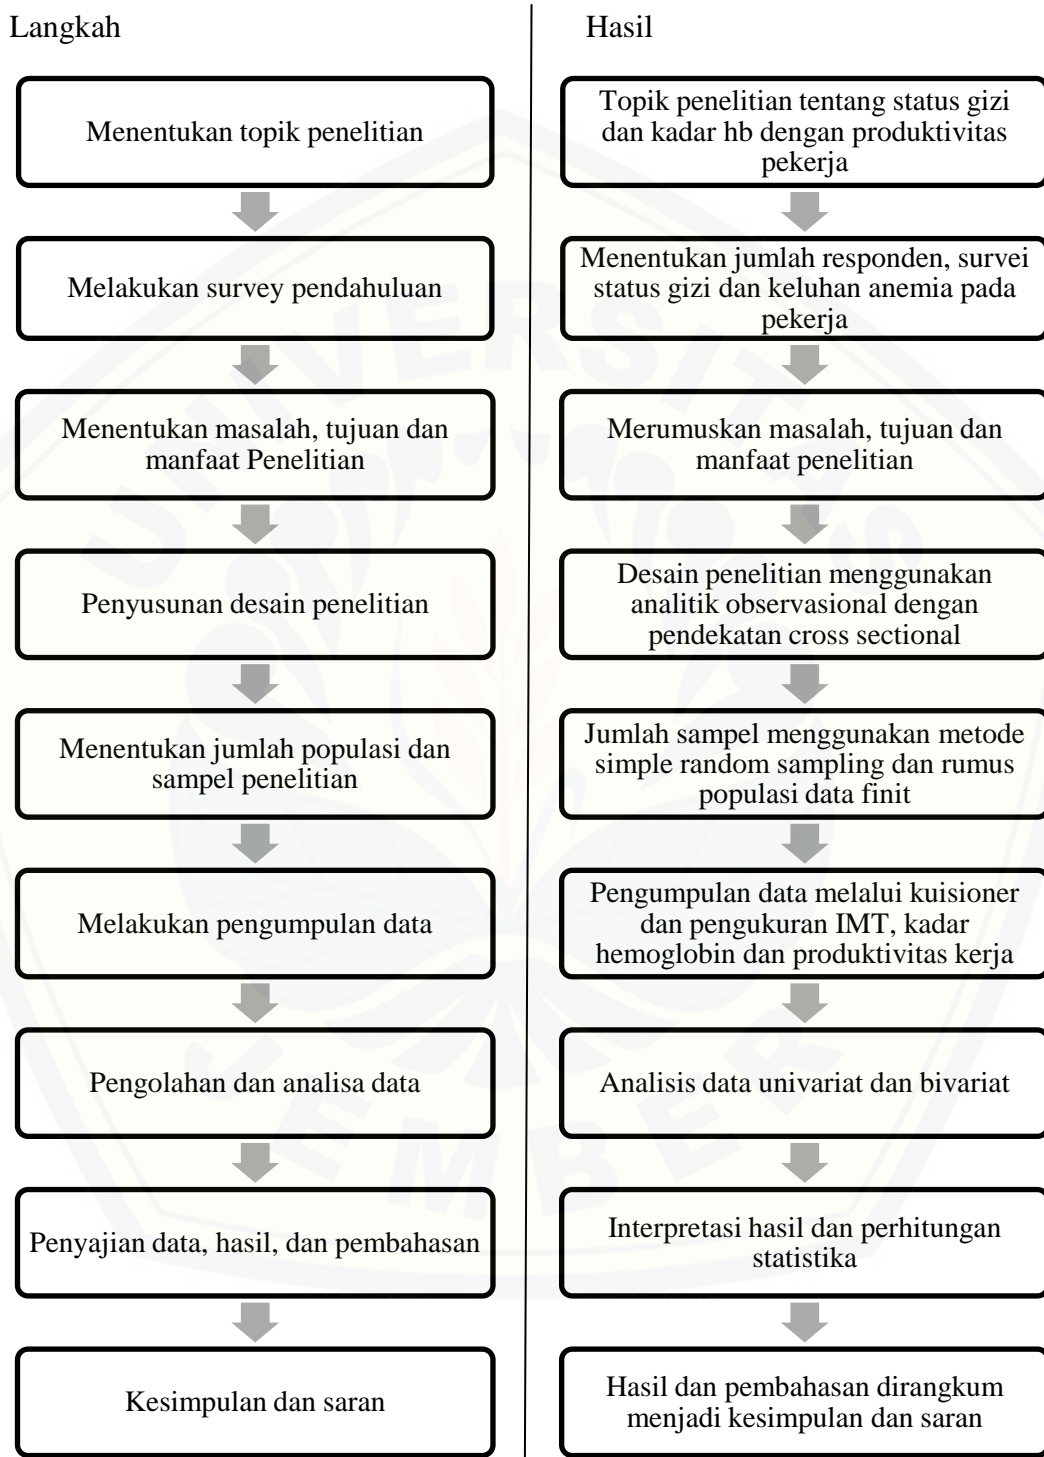 Langkah
Hasil
Menentukan topik penelitian
Topik penelitian tentang status gizi
dan kadar hb dengan produktivitas
pekerja
Melakukan survey pendahuluan
Menentukan jumlah responden, survei
status gizi dan keluhan anemia pada
pekerja
Menentukan masalah, tujuan dan
manfaat Penelitian
Merumuskan masalah, tujuan dan
manfaat penelitian
Penyusunan desain penelitian
Desain penelitian menggunakan
analitik observasional dengan
pendekatan cross sectional
Menentukan jumlah populasi dan
sampel penelitian
Jumlah sampel menggunakan metode
simple random sampling dan rumus
populasi data finit
Melakukan pengumpulan data
Pengumpulan data melalui kuisioner
dan pengukuran IMT, kadar
hemoglobin dan produktivitas kerja
Pengolahan dan analisa data
Analisis data univariat dan bivariat
Penyajian data, hasil, dan pembahasan
Interpretasi hasil dan perhitungan
statistika
Kesimpulan dan saran
Hasil dan pembahasan dirangkum
menjadi kesimpulan dan saran
UNIVERSITAS
JEMBER